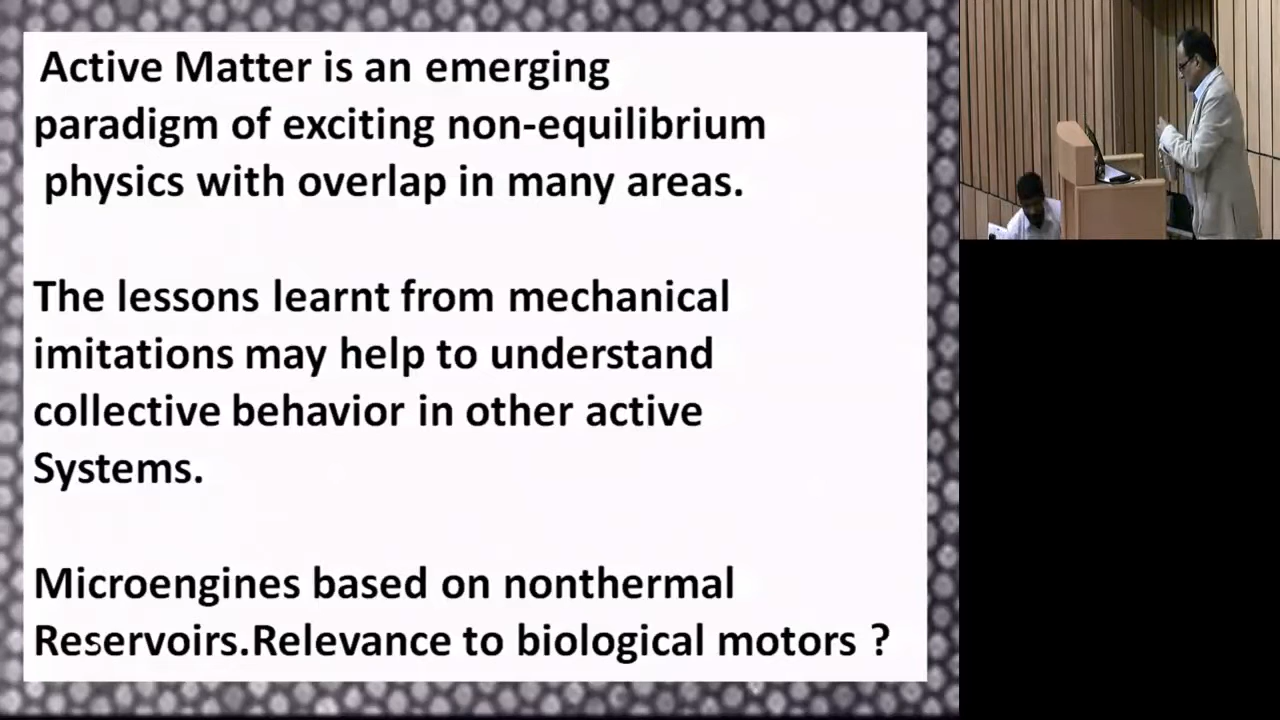 Active Matter is an emerging
paradigm of exciting non-equilibrium
physics with overlap in many areas.
The lessons learnt from mechanical
imitations may help to understand
collective behavior in other active
Systems.
Microengines based on nonthermal
Reservoirs.Relevance to biological motors ?